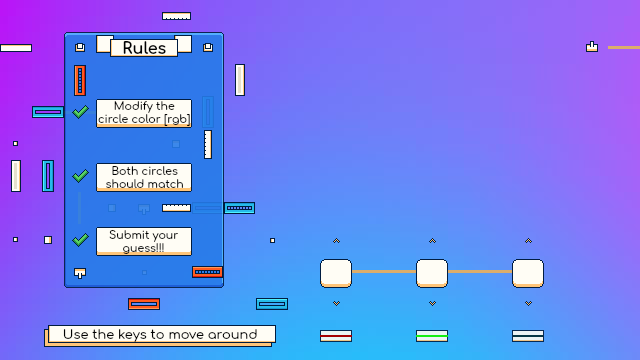 Rules
Modify the
circle color [rgb]
Both circles
should match
Submit your
guess!!!
Use the keys to move around